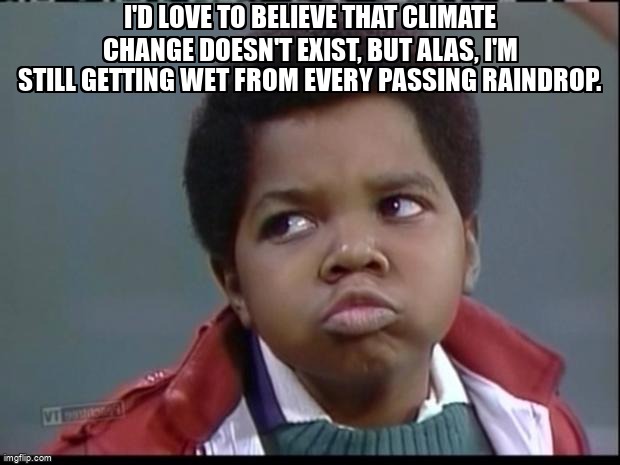 I'D LOVE TO BELIEVE THAT CLIMATE
CHANGE DOESN'T EXIST, BUT ALAS, I'M
STILL GETTING WET FROM EVERY PASSING RAINDROP.
imgflip.com